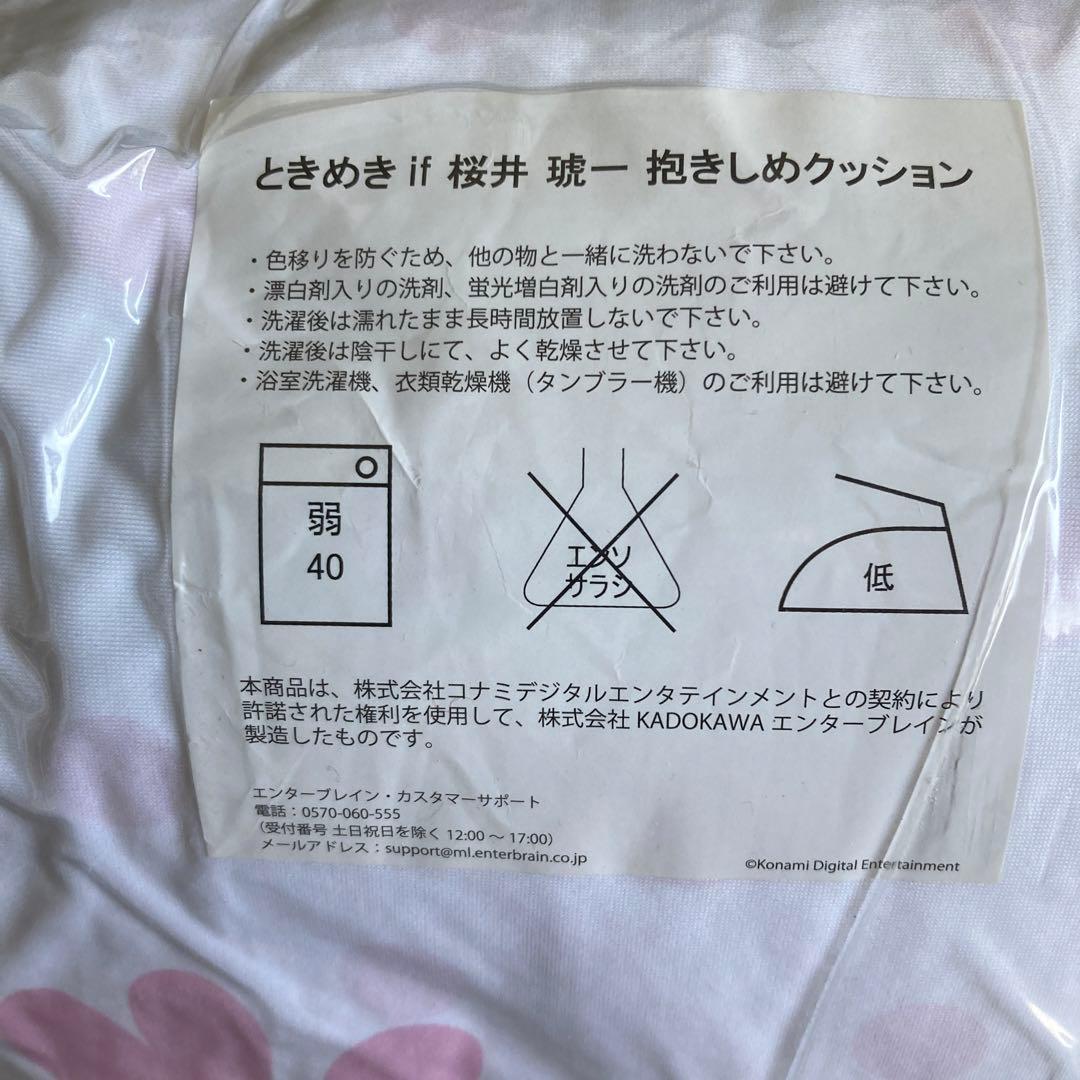 ときめき if 桜井 琥一 抱きしめクッション
・色移りを防ぐため、他の物と一緒に洗わないで下さい。
・漂白剤入りの洗剤、蛍光増白剤入りの洗剤のご利用は避けて下さい。
・洗濯後は濡れたまま長時間放置しないで下さい。
・洗濯後は陰干しにて、よく乾燥させて下さい。
・浴室洗濯機、衣類乾燥機（タンブラー機）のご利用は避けて下さい。
弱
40
エンソ
サラシ
低
本商品は、株式会社コナミデジタルエンタテインメントとの契約により
許諾された権利を使用して、株式会社 KADOKAWA エンターブレインが
製造したものです。
エンターブレイン・カスタマーサポート
電話：0570-060-555
（受付番号 土日祝日を除く 12:00 ～ 17:00）
メールアドレス：support@ml.enterbrain.co.jp
©Konami Digital Entertainment